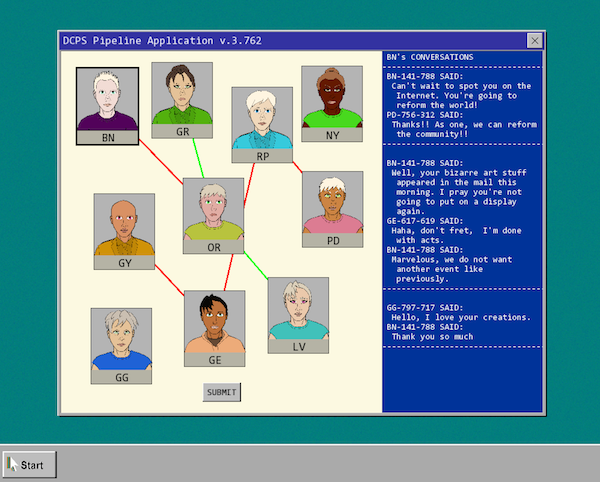 DCPS Pipeline Application v.3.762
BN
GR
RP
NY
OR
PD
GY
GE
LV
GG
SUBMIT
BN's CONVERSATIONS
BN-141-788 SAID:
Can't wait to spot you on the
Internet. You're going to
reform the world!
PD-756-312 SAID:
Thanks!! As one, we can reform
the community!!
BN-141-788 SAID:
Well, your bizarre art stuff
appeared in the mail this
morning. I pray you're not
going to put on a display
again.
GE-617-619 SAID:
Haha, don't fret,  I'm done
with acts.
BN-141-788 SAID:
Marvelous, we do not want
another event like
previously.
GG-797-717 SAID:
Hello, I love your creations.
BN-141-788 SAID:
Thank you so much
Start